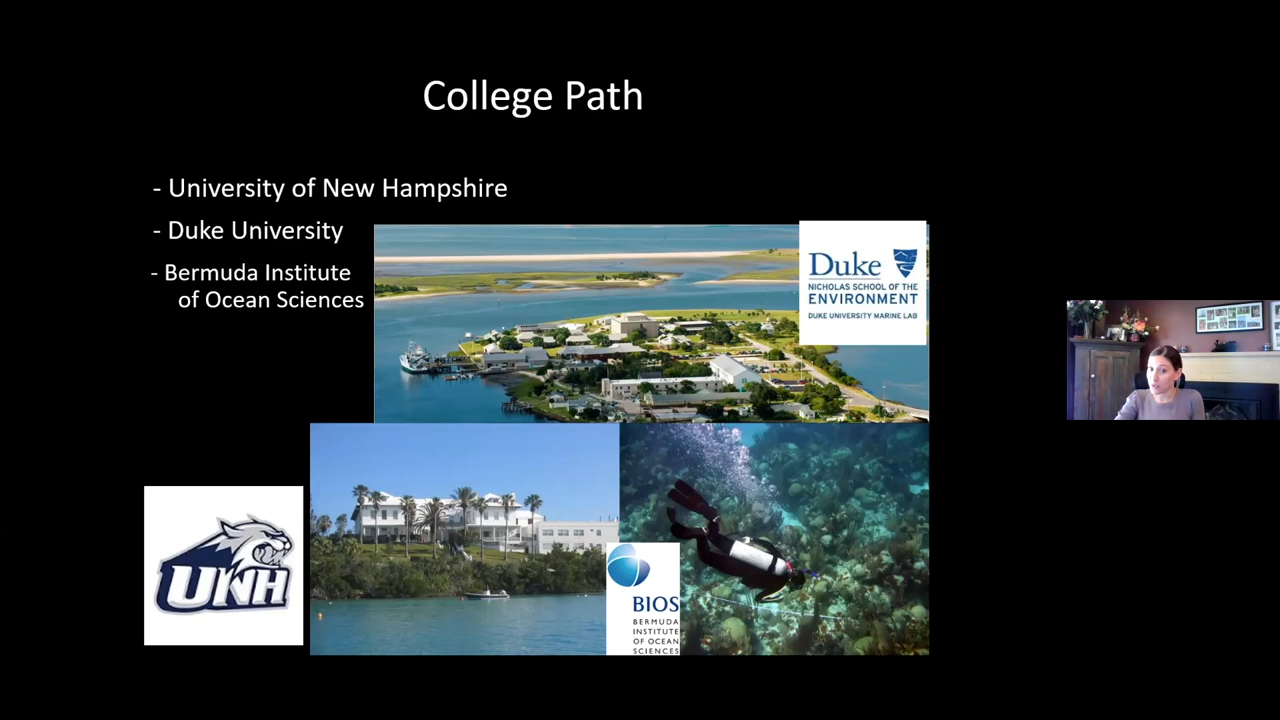 College Path
- University of New Hampshire
- Duke University
- Bermuda Institute
of Ocean Sciences
Duke
NICHOLAS SCHOOL OF THE
ENVIRONMENT
DUKE UNIVERSITY MARINE LAB
UNH
BIOS
BERMUDA
INSTITUTE
OF OCEAN
SCIENCES